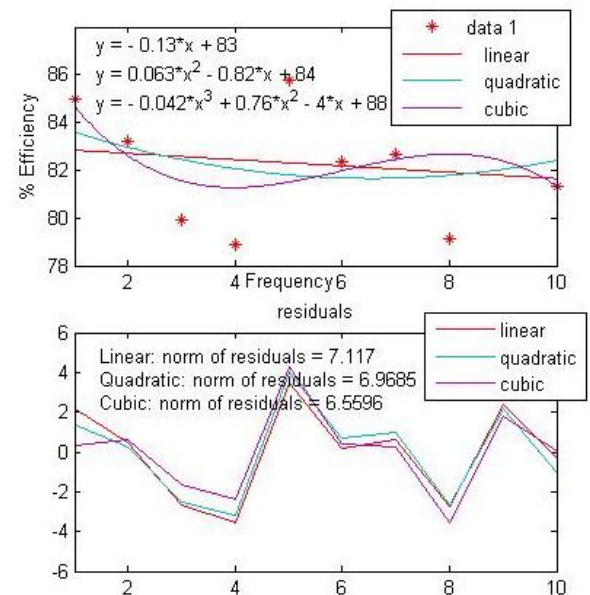 data 1
linear
quadratic
cubic
y = - 0.13*x + 83
y = 0.063*x² - 0.82*x + 84
y = - 0.042*x³ + 0.76*x² - 4*x + 88
% Efficiency
86
84
82
80
78
2
4
6
8
10
Frequency
residuals
linear
quadratic
cubic
Linear: norm of residuals = 7.117
Quadratic: norm of residuals = 6.9685
Cubic: norm of residuals = 6.5596
6
4
2
0
-2
-4
-6
2
4
6
8
10